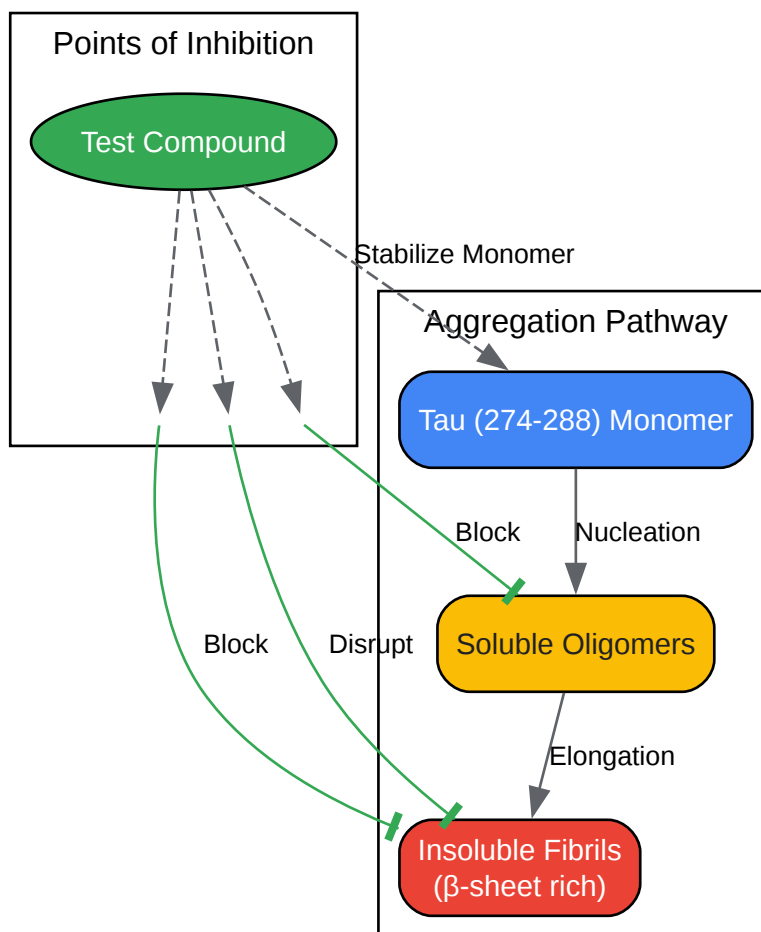 Points of Inhibition
Test Compound
Stabilize Monomer
Aggregation Pathway
Tau (274-288) Monomer
Block
Nucleation
Block
Disrupt
Soluble Oligomers
Elongation
Insoluble Fibrils
(β-sheet rich)